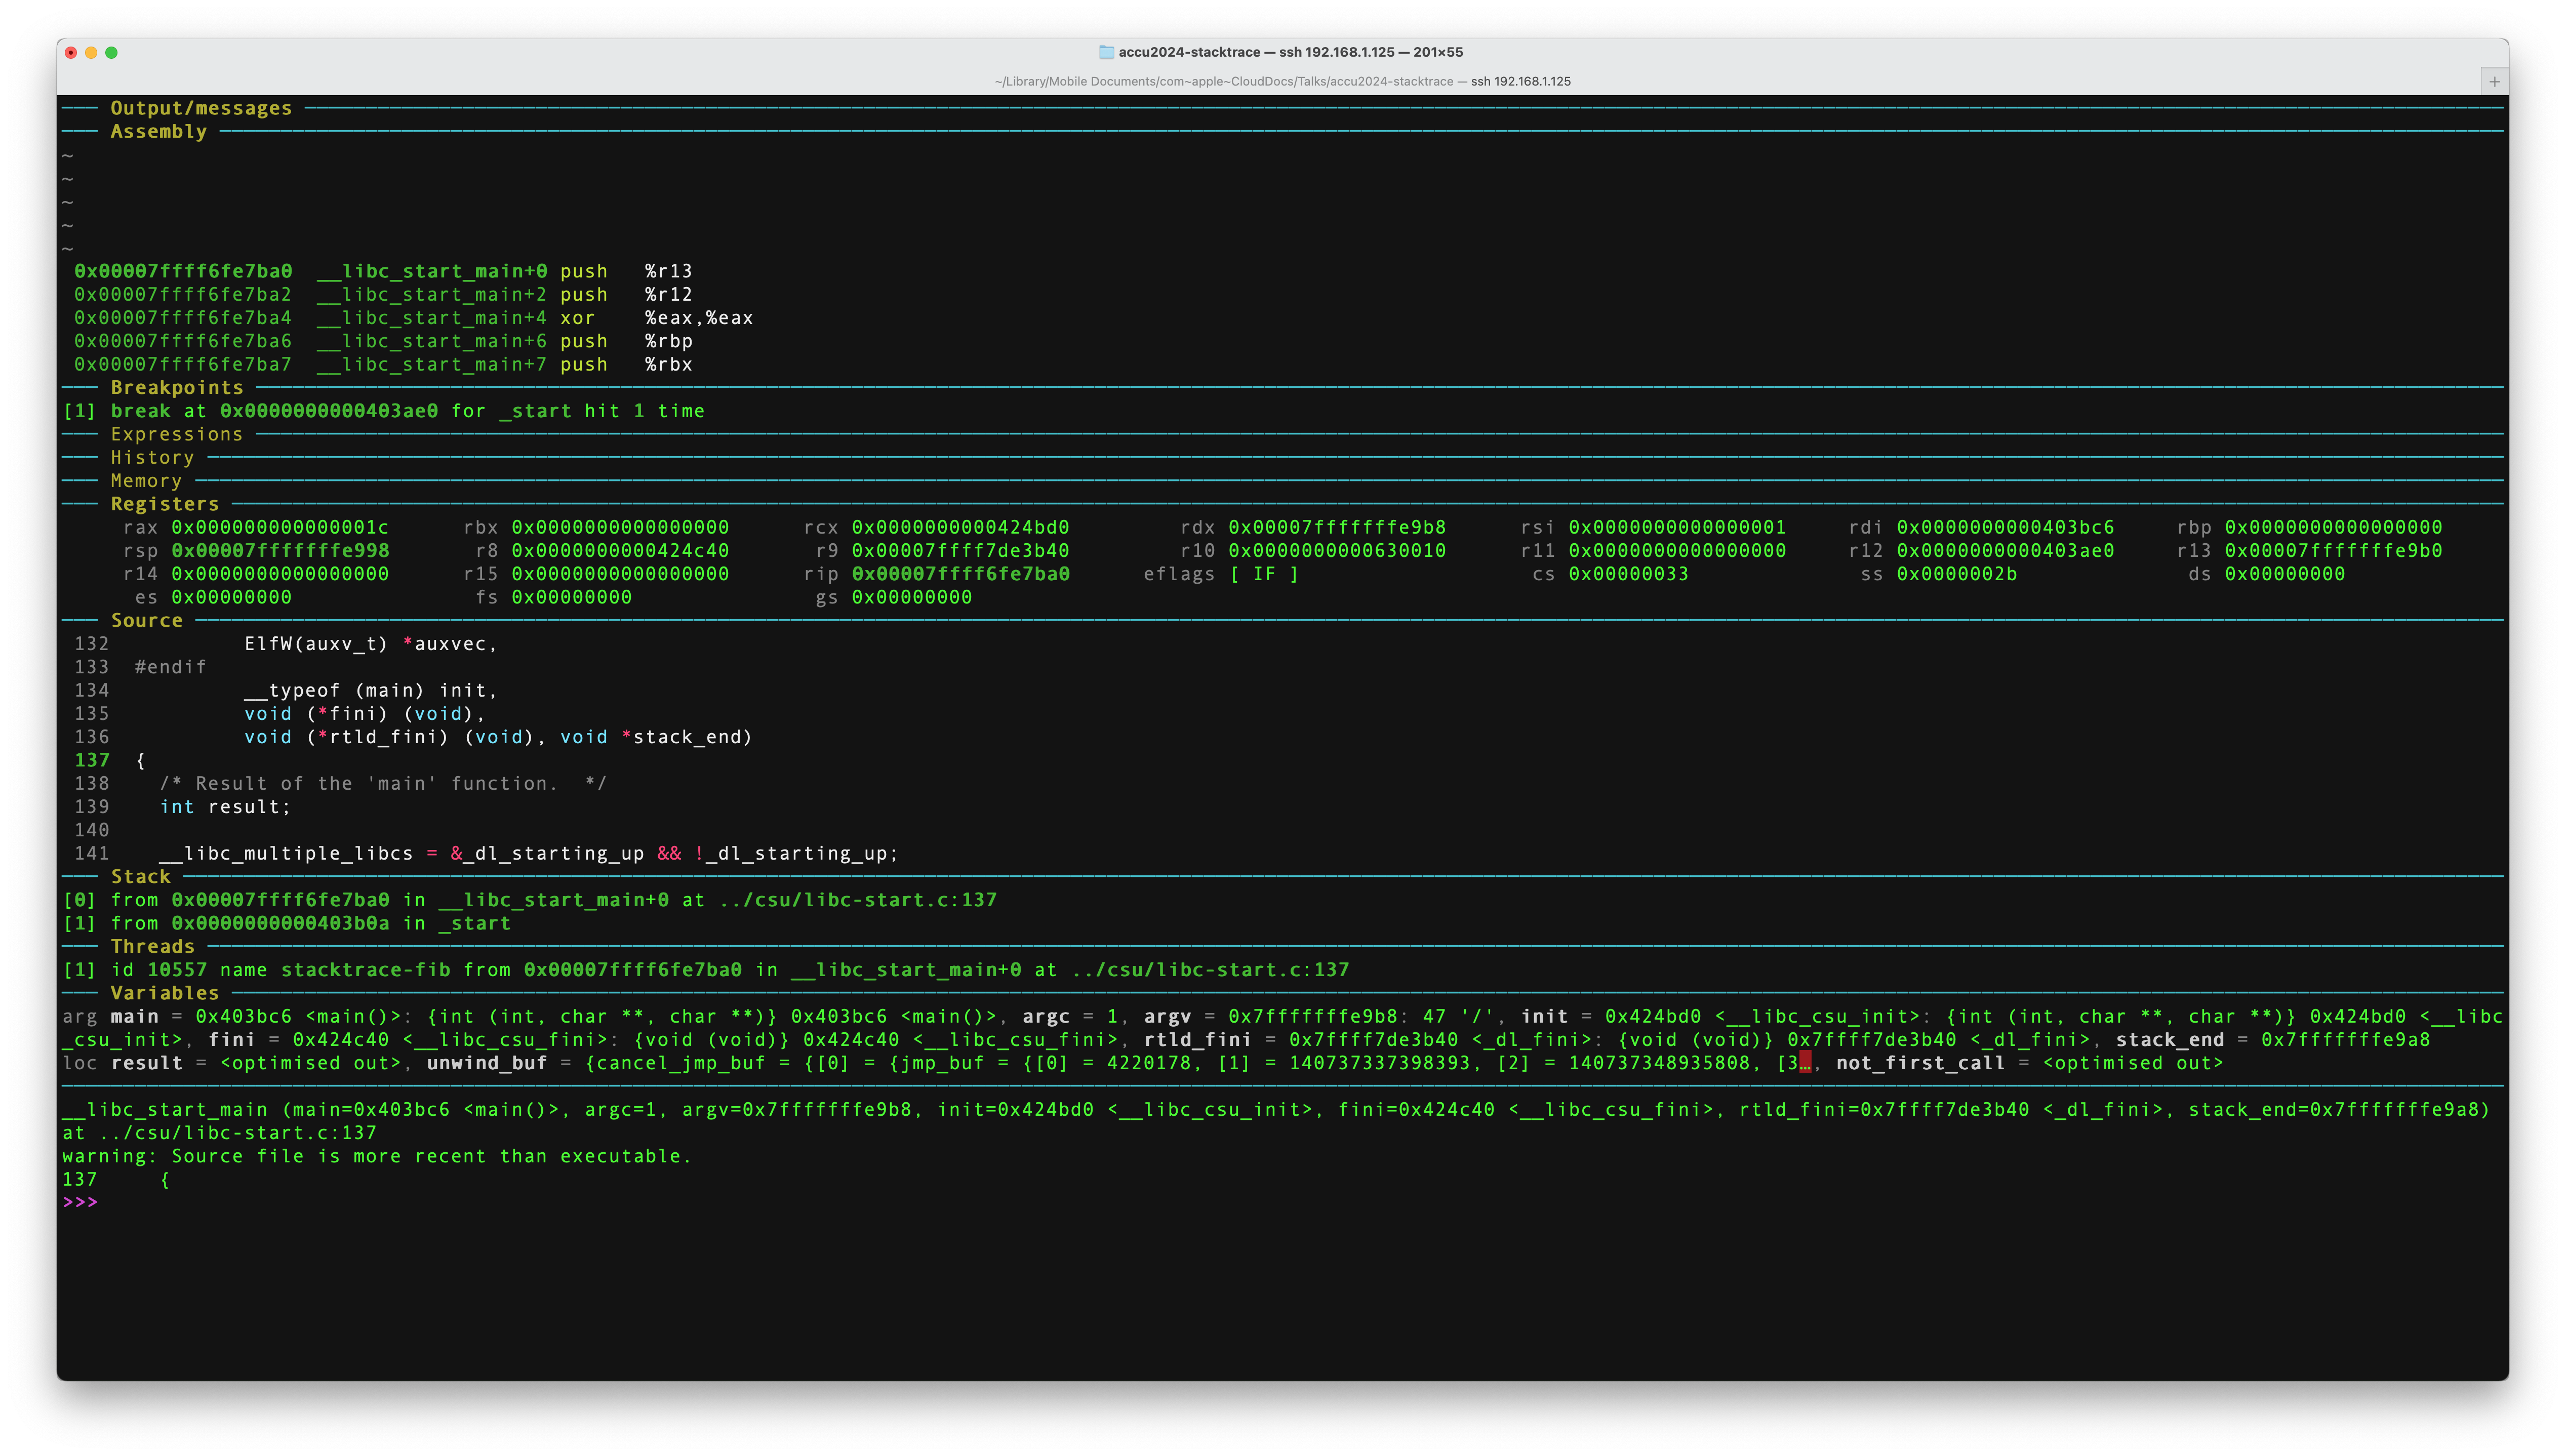 accu2024-stacktrace — ssh 192.168.1.125 — 201×55
~/Library/Mobile Documents/com~apple~CloudDocs/Talks/accu2024-stacktrace — ssh 192.168.1.125
─── Output/messages ───
─── Assembly ───
~
~
~
~
~
0x00007ffff6fe7ba0  __libc_start_main+0 push   %r13
0x00007ffff6fe7ba2  __libc_start_main+2 push   %r12
0x00007ffff6fe7ba4  __libc_start_main+4 xor    %eax,%eax
0x00007ffff6fe7ba6  __libc_start_main+6 push   %rbp
0x00007ffff6fe7ba7  __libc_start_main+7 push   %rbx
─── Breakpoints ───
[1] break at 0x0000000000403ae0 for _start hit 1 time
─── Expressions ───
─── History ───
─── Memory ───
─── Registers ───
rax 0x000000000000001c rbx 0x0000000000000000 rcx 0x0000000000424bd0 rdx 0x00007fffffffe9b8 rsi 0x0000000000000001 rdi 0x0000000000403bc6 rbp 0x0000000000000000
rsp 0x00007fffffffe998 r8 0x0000000000424c40 r9 0x00007ffff7de3b40 r10 0x0000000000630010 r11 0x0000000000000000 r12 0x0000000000403ae0 r13 0x00007fffffffe9b0
r14 0x0000000000000000 r15 0x0000000000000000 rip 0x00007ffff6fe7ba0 eflags [ IF ] cs 0x00000033 ss 0x0000002b ds 0x00000000
es 0x00000000 fs 0x00000000 gs 0x00000000
─── Source ───
132           ElfW(auxv_t) *auxvec,
133  #endif
134           __typeof (main) init,
135           void (*fini) (void),
136           void (*rtld_fini) (void), void *stack_end)
137  {
138    /* Result of the 'main' function.  */
139    int result;
140
141    __libc_multiple_libcs = &_dl_starting_up && !_dl_starting_up;
─── Stack ───
[0] from 0x00007ffff6fe7ba0 in __libc_start_main+0 at ../csu/libc-start.c:137
[1] from 0x0000000000403b0a in _start
─── Threads ───
[1] id 10557 name stacktrace-fib from 0x00007ffff6fe7ba0 in __libc_start_main+0 at ../csu/libc-start.c:137
─── Variables ───
arg main = 0x403bc6 <main()>: {int (int, char **, char **)} 0x403bc6 <main()>, argc = 1, argv = 0x7fffffffe9b8: 47 '/', init = 0x424bd0 <__libc_csu_init>: {int (int, char **, char **)} 0x424bd0 <__libc
_csu_init>, fini = 0x424c40 <__libc_csu_fini>: {void (void)} 0x424c40 <__libc_csu_fini>, rtld_fini = 0x7ffff7de3b40 <_dl_fini>: {void (void)} 0x7ffff7de3b40 <_dl_fini>, stack_end = 0x7fffffffe9a8
loc result = <optimised out>, unwind_buf = {cancel_jmp_buf = {[0] = {jmp_buf = {[0] = 4220178, [1] = 140737337398393, [2] = 140737348935808, [3…, not_first_call = <optimised out>
__libc_start_main (main=0x403bc6 <main()>, argc=1, argv=0x7fffffffe9b8, init=0x424bd0 <__libc_csu_init>, fini=0x424c40 <__libc_csu_fini>, rtld_fini=0x7ffff7de3b40 <_dl_fini>, stack_end=0x7fffffffe9a8)
at ../csu/libc-start.c:137
warning: Source file is more recent than executable.
137     {
>>>